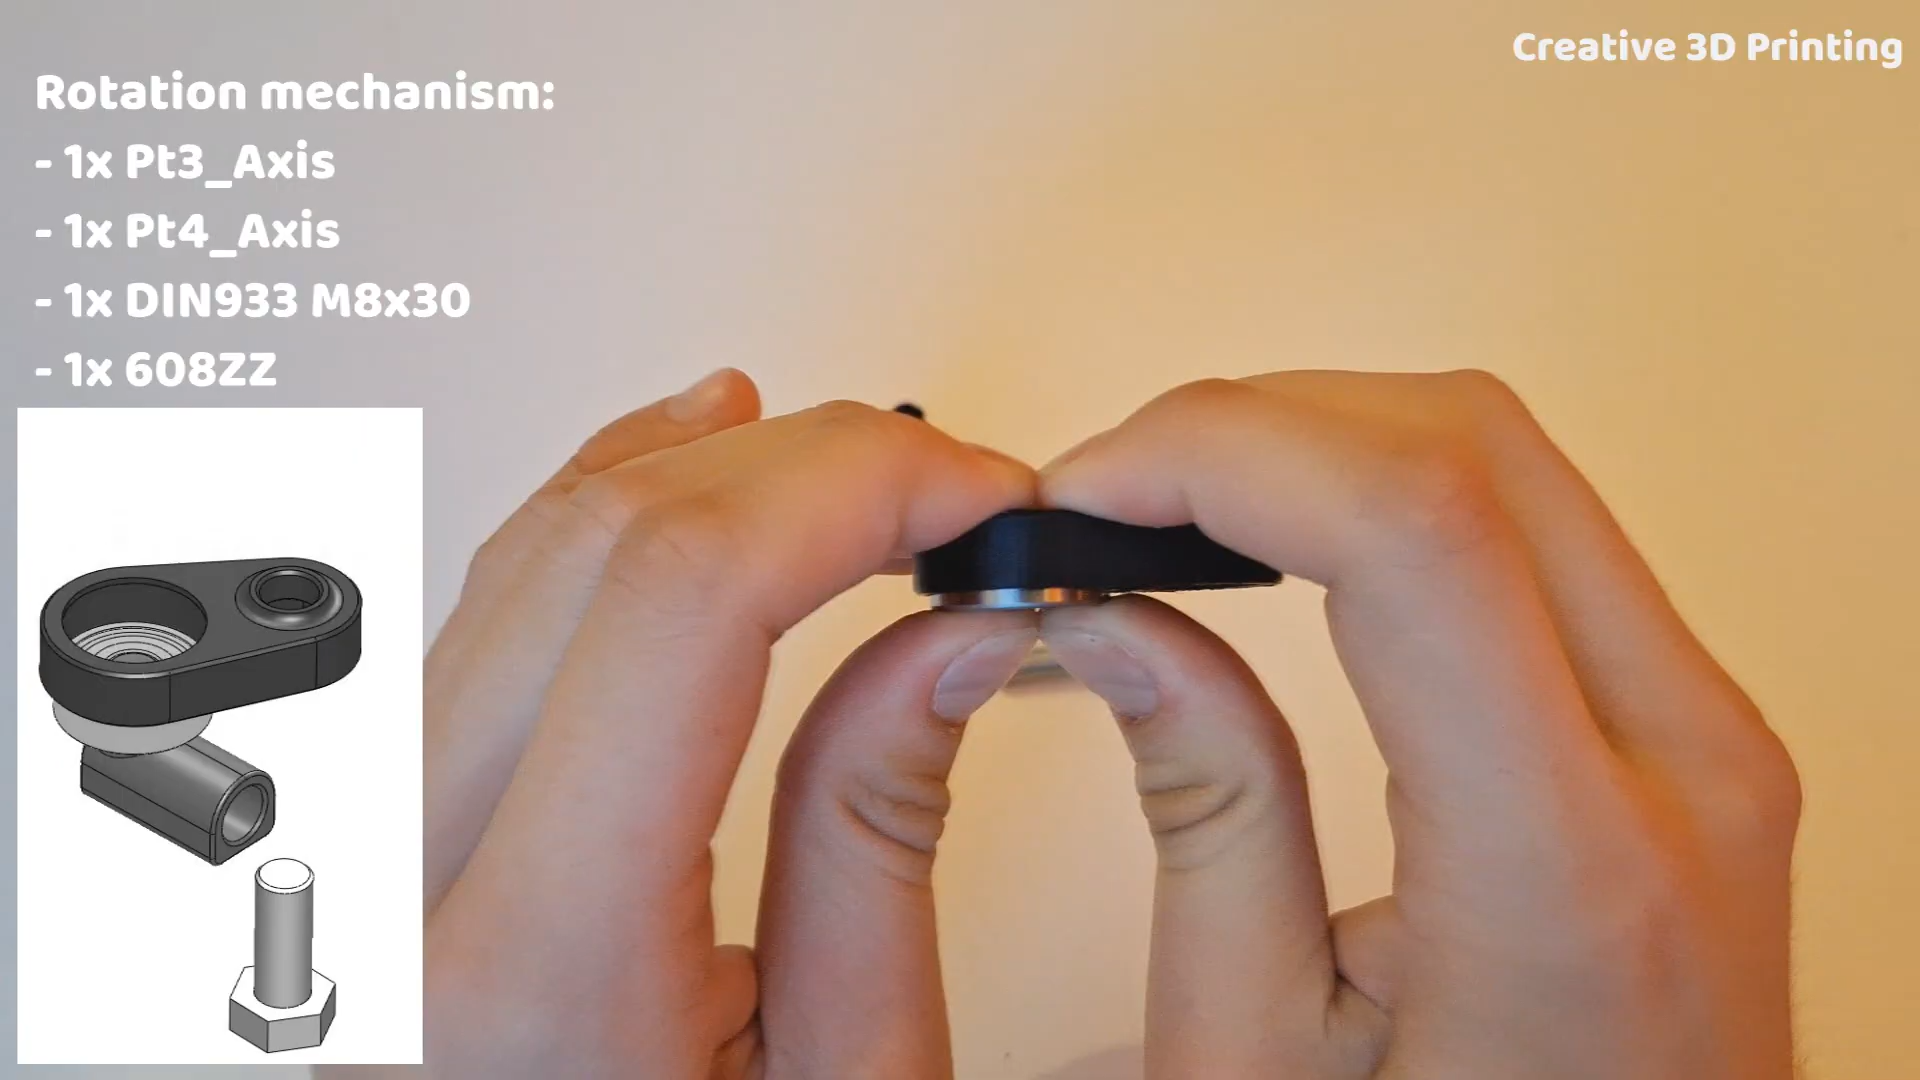 Creative 3D Printing
Rotation mechanism:
- 1x Pt3_Axis
- 1x Pt4_Axis
- 1x DIN933 M8x30
- 1x 608ZZ